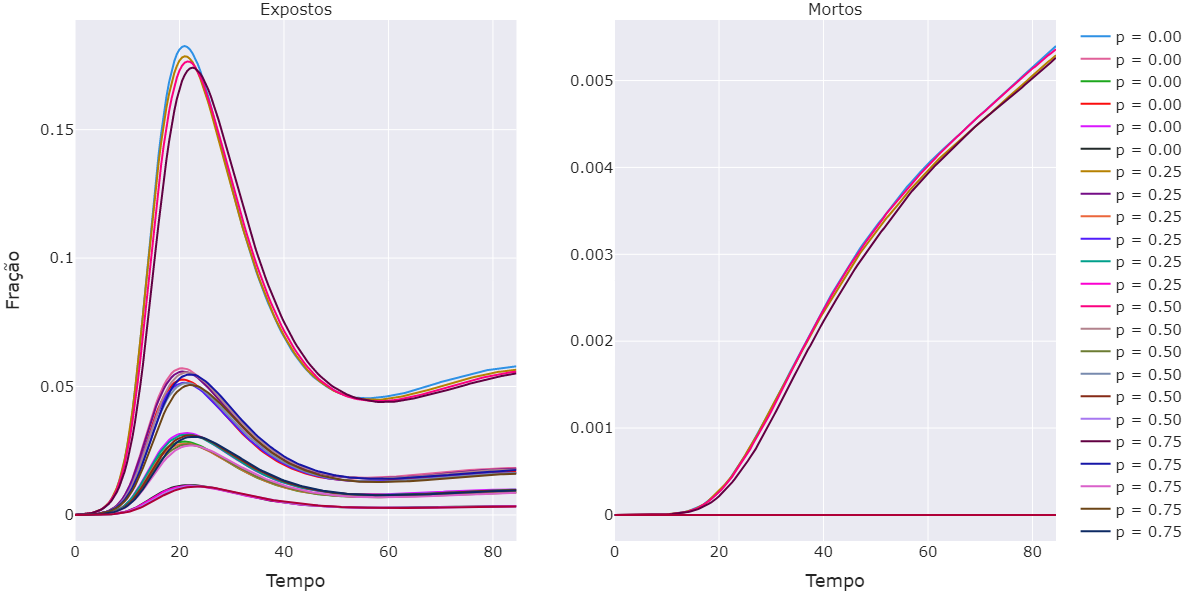 Expostos
Mortos
Fração
0.15
0.1
0.05
0
0 20 40 60 80
Tempo
0.005
0.004
0.003
0.002
0.001
0
0 20 40 60 80
Tempo
p = 0.00
p = 0.00
p = 0.00
p = 0.00
p = 0.00
p = 0.00
p = 0.25
p = 0.25
p = 0.25
p = 0.25
p = 0.25
p = 0.25
p = 0.50
p = 0.50
p = 0.50
p = 0.50
p = 0.50
p = 0.50
p = 0.75
p = 0.75
p = 0.75
p = 0.75
p = 0.75